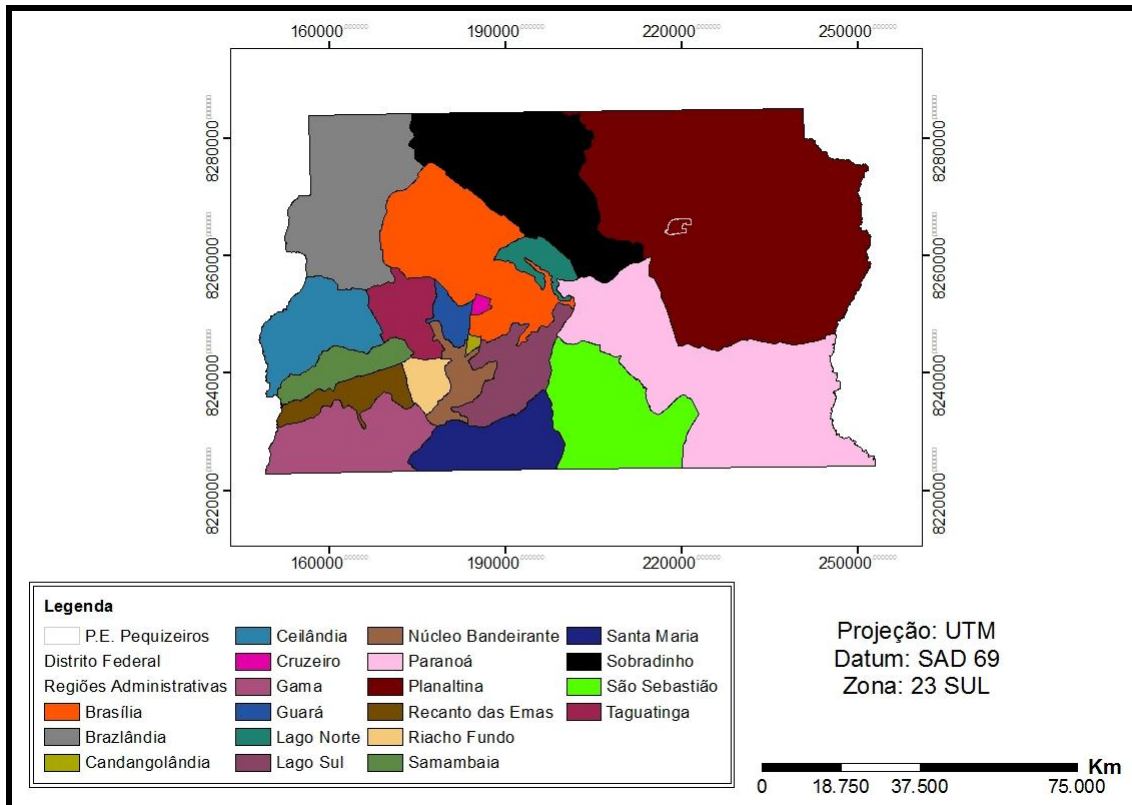 160000 190000 220000 250000
8280000 8280000
8260000 8260000
8240000 8240000
8220000 8220000
160000 190000 220000 250000
Legenda
P.E. Pequizeiros
Distrito Federal
Regiões Administrativas
Brasília
Brazlândia
Candangolândia
Ceilândia
Cruzeiro
Gama
Guará
Lago Norte
Lago Sul
Núcleo Bandeirante
Paranoá
Planaltina
Recanto das Emas
Riacho Fundo
Samambaia
Santa Maria
Sobradinho
São Sebastião
Taguatinga
Projeção: UTM
Datum: SAD 69
Zona: 23 SUL
Km
0 18.750 37.500 75.000